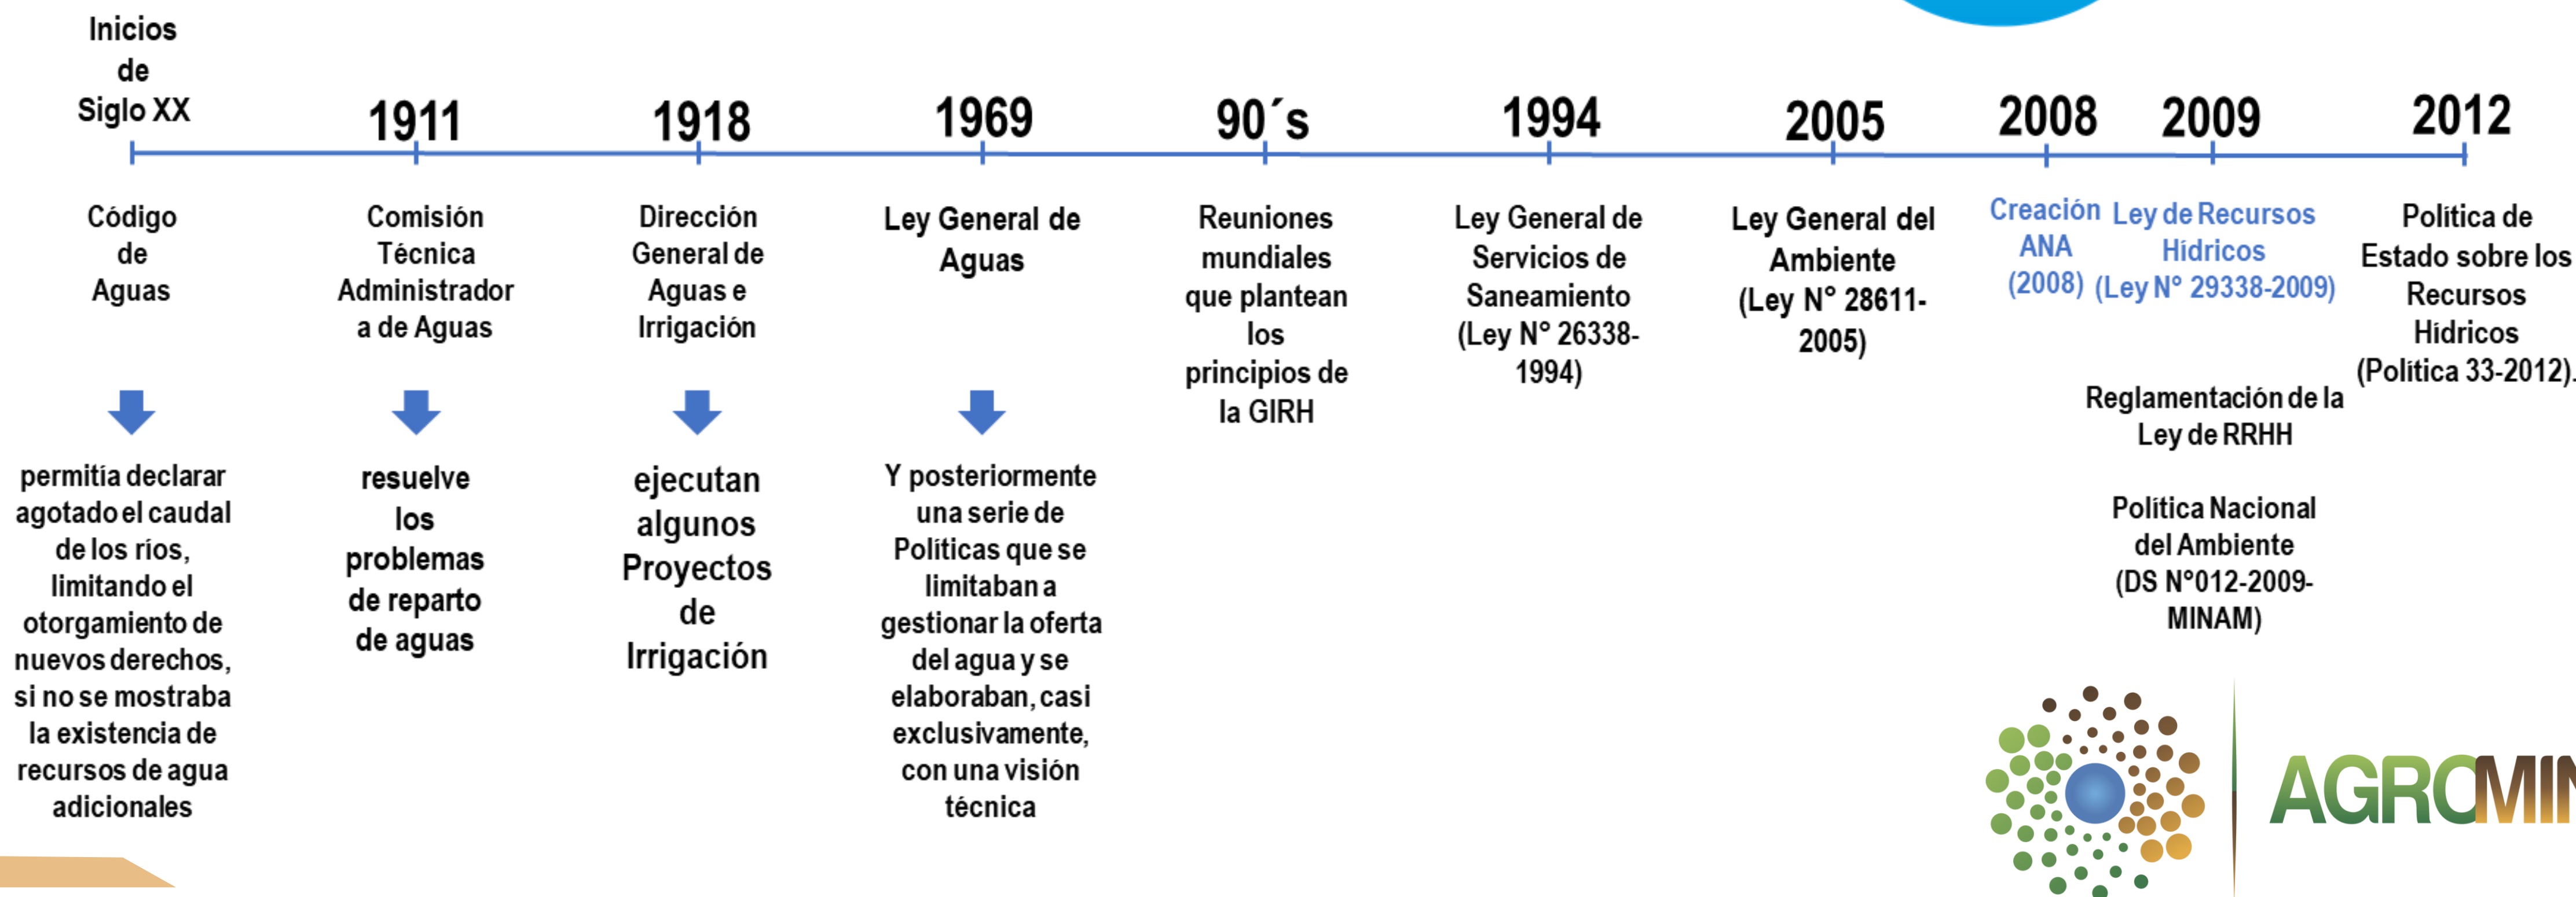 Inicios
de
Siglo XX
1911
1918
1969
90´s
1994
2005
2008
2009
2012
Código
de
Aguas
permitía declarar
agotado el caudal
de los ríos,
limitando el
otorgamiento de
nuevos derechos,
si no se mostraba
la existencia de
recursos de agua
adicionales
Comisión
Técnica
Administrador
a de Aguas
resuelve
los
problemas
de reparto
de aguas
Dirección
General de
Aguas e
Irrigación
ejecutan
algunos
Proyectos
de
Irrigación
Ley General de
Aguas
Y posteriormente
una serie de
Políticas que se
limitaban a
gestionar la oferta
del agua y se
elaboraban, casi
exclusivamente,
con una visión
técnica
Reuniones
mundiales
que plantean
los
principios de
la GIRH
Ley General de
Servicios de
Saneamiento
(Ley N° 26338-
1994)
Ley General del
Ambiente
(Ley N° 28611-
2005)
Creación
ANA
(2008)
Ley de Recursos
Hídricos
(Ley N° 29338-2009)
Reglamentación de la
Ley de RRHH
Política Nacional
del Ambiente
(DS N°012-2009-
MINAM)
Política de
Estado sobre los
Recursos
Hídricos
(Política 33-2012).
AGROMIN